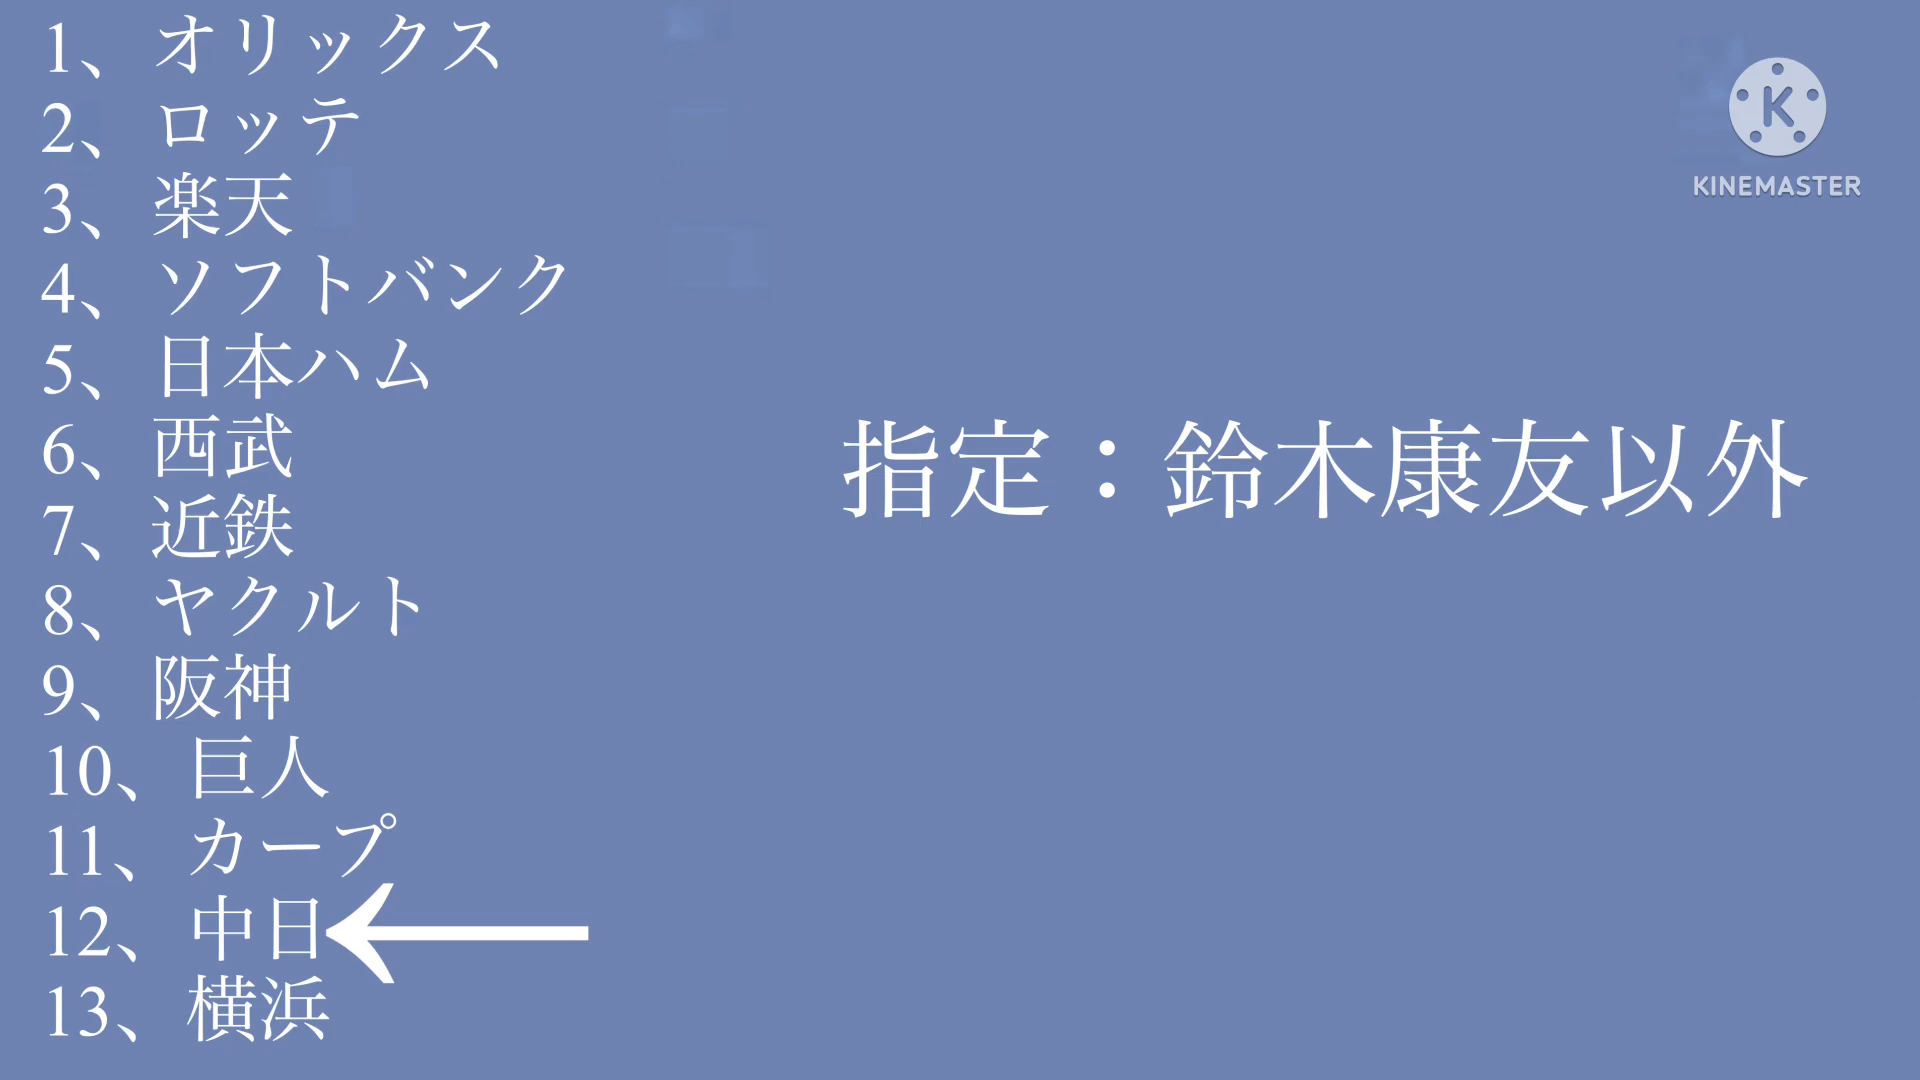 1、オリックス
2、ロッテ
3、楽天
4、ソフトバンク
5、日本ハム
6、西武
7、近鉄
8、ヤクルト
9、阪神
10、巨人
11、カープ
12、中日
13、横浜
指定：鈴木康友以外
K
KINEMASTER